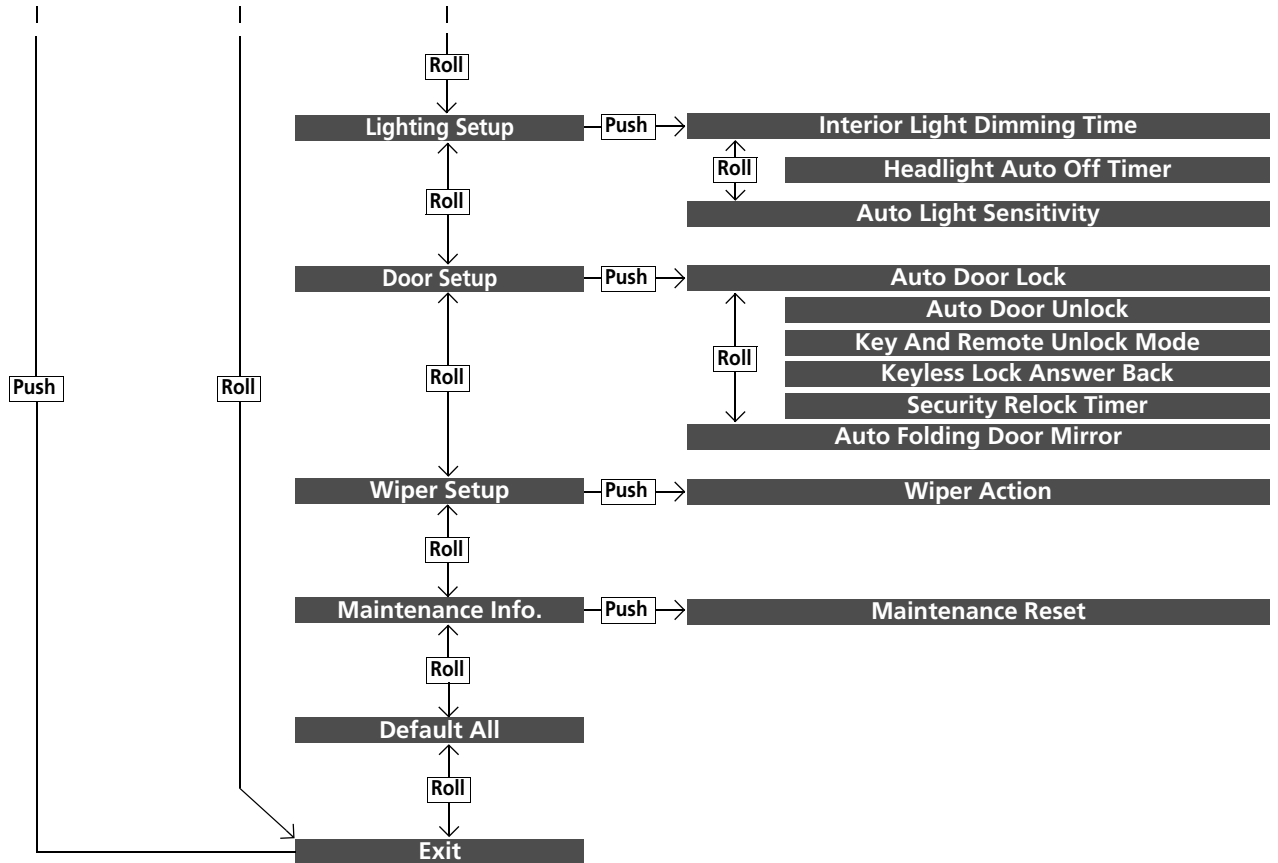 Roll
Lighting Setup
Push
Interior Light Dimming Time
Roll
Headlight Auto Off Timer
Roll
Auto Light Sensitivity
Door Setup
Push
Auto Door Lock
Auto Door Unlock
Key And Remote Unlock Mode
Push
Roll
Roll
Roll
Keyless Lock Answer Back
Security Relock Timer
Auto Folding Door Mirror
Wiper Setup
Push
Wiper Action
Roll
Maintenance Info.
Push
Maintenance Reset
Roll
Default All
Roll
Exit